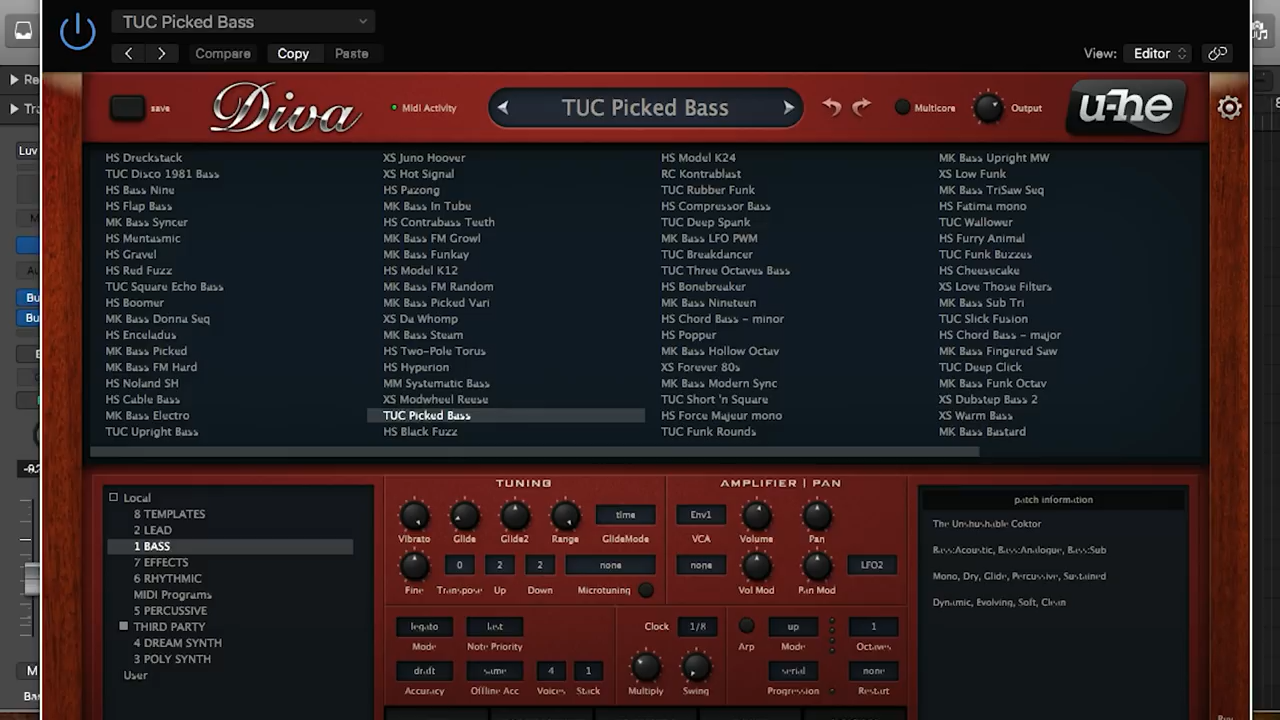 TUC Picked Bass
Compare
Copy
Paste
View:
Editor
save
Diva
Midi Activity
TUC Picked Bass
Multicore
Output
u-he
HS Dreckstack
TUC Disco 1981 Bass
HS Bass Nine
HS Flap Bass
MK Bass Syncer
HS Mentasmic
HS Gravel
HS Red Fuzz
TUC Square Echo Bass
HS Boomer
MK Bass Donna Seq
HS Enceladus
MK Bass Picked
MK Bass FM Hard
HS Noland SH
HS Cable Bass
MK Bass Electro
TUC Upright Bass
XS Juno Hoover
XS Hot Signal
HS Pazong
MK Bass In Tube
HS Contrabass Teeth
MK Bass FM Growl
MK Bass Funkay
HS Model K12
MK Bass FM Random
MK Bass Picked Vari
XS Da Whomp
MK Bass Steam
HS Two-Pole Torus
HS Hyperion
MM Systematic Bass
XS Modwheel Reese
TUC Picked Bass
HS Black Fuzz
HS Model K24
RC Kontrablast
TUC Rubber Funk
HS Compressor Bass
TUC Deep Spank
MK Bass LFO PWM
TUC Breakdancer
TUC Three Octaves Bass
HS Bonebreaker
MK Bass Nineteen
HS Chord Bass - minor
HS Popper
MK Bass Hollow Octav
XS Forever 80s
MK Bass Modern Sync
TUC Short 'n Square
HS Force Majeur mono
TUC Funk Rounds
MK Bass Upright MW
XS Low Funk
MK Bass TriSaw Seq
HS Fatima mono
TUC Wallower
HS Furry Animal
TUC Funk Buzzes
HS Cheesecake
XS Love Those Filters
MK Bass Sub Tri
TUC Slick Fusion
HS Chord Bass - major
MK Bass Fingered Saw
TUC Deep Click
MK Bass Funk Octav
XS Dubstep Bass 2
XS Warm Bass
MK Bass Bastard
Local
8 TEMPLATES
2 LEAD
1 BASS
7 EFFECTS
6 RHYTHMIC
MIDI Programs
5 PERCUSSIVE
THIRD PARTY
4 DREAM SYNTH
3 POLY SYNTH
User
TUNING
time
Vibrato
Glide
Glide2
Range
GlideMode
0
2
2
none
Fine
Transpose
Up
Down
Microtuning
AMPLIFIER | PAN
Env1
VCA
Volume
Pan
none
LFO2
Vol Mod
Pan Mod
legato
last
Mode
Note Priority
draft
same
4
1
Accuracy
Offline Acc
Voices
Stack
Clock
1/8
Multiply
Swing
Arp
up
1
Mode
Octaves
serial
none
Progression
Restart
patch information
The Unshushable Coktor
Bass:Acoustic, Bass:Analogue, Bass:Sub
Mono, Dry, Glide, Percussive, Sustained
Dynamic, Evolving, Soft, Clean